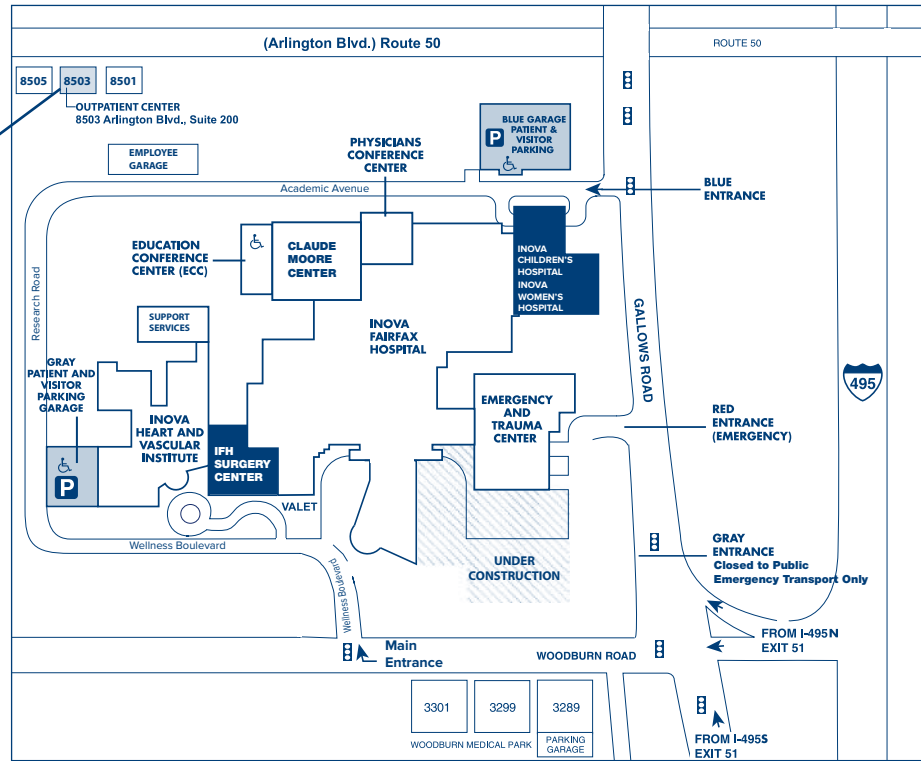 (Arlington Blvd.) Route 50
ROUTE 50
8505
8503
8501
OUTPATIENT CENTER
8503 Arlington Blvd., Suite 200
EMPLOYEE
GARAGE
PHYSICIANS
CONFERENCE
CENTER
BLUE GARAGE
PATIENT &
VISITOR
PARKING
P
Academic Avenue
BLUE
ENTRANCE
EDUCATION
CONFERENCE
CENTER (ECC)
CLAUDE
MOORE
CENTER
INOVA
CHILDREN'S
HOSPITAL
INOVA
WOMEN'S
HOSPITAL
Research Road
SUPPORT
SERVICES
INOVA
FAIRFAX
HOSPITAL
GALLOWS ROAD
495
GRAY
PATIENT AND
VISITOR
PARKING
GARAGE
P
INOVA
HEART AND
VASCULAR
INSTITUTE
IFH
SURGERY
CENTER
EMERGENCY
AND
TRAUMA
CENTER
RED
ENTRANCE
(EMERGENCY)
VALET
Wellness Boulevard
UNDER
CONSTRUCTION
GRAY
ENTRANCE
Closed to Public
Emergency Transport Only
Wellness Boulevard
Main
Entrance
WOODBURN ROAD
FROM I-495N
EXIT 51
3301
3299
3289
WOODBURN MEDICAL PARK
PARKING
GARAGE
FROM I-495S
EXIT 51